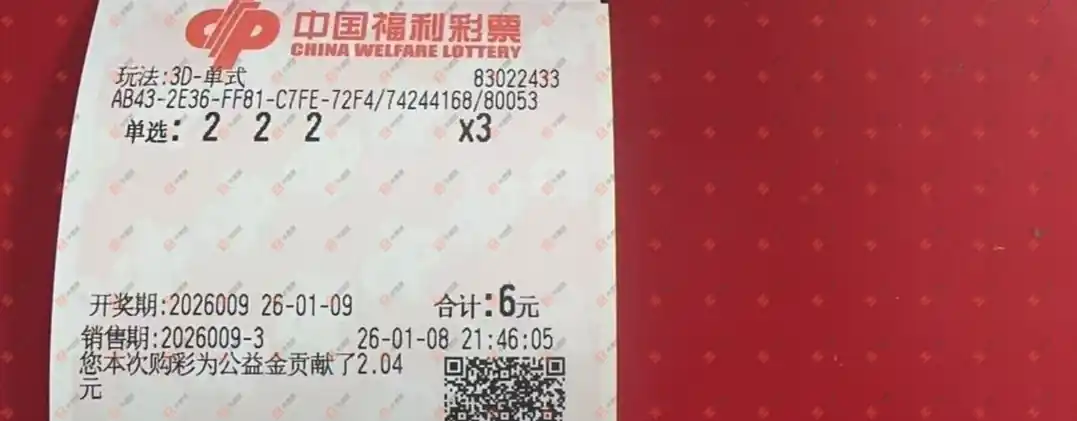 中国福利彩票
CHINA WELFARE LOTTERY
玩法:3D-单式 83022433
AB43-2E36-FF81-C7FE-72F4/74244168/80053
单选: 2 2 2 x3
开奖期:2026009 26-01-09 合计:6元
销售期:2026009-3 26-01-08 21:46:05
您本次购彩为公益金贡献了2.04
元